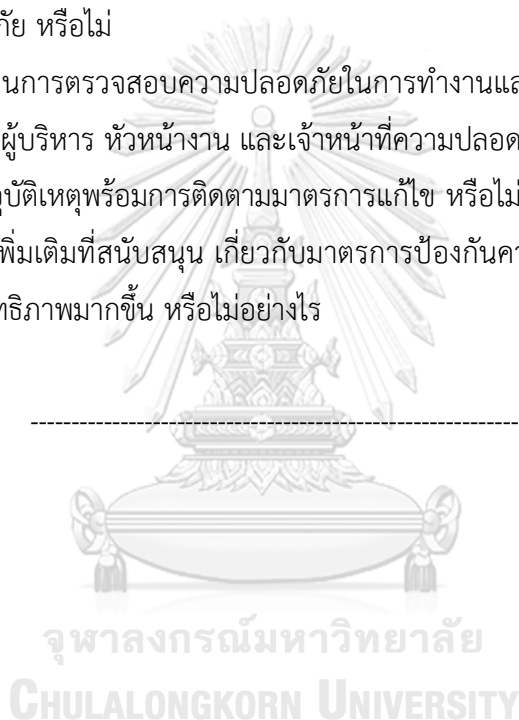 ภัย หรือไม่
นการตรวจสอบความปลอดภัยในการทำงานแล
ผู้บริหาร หัวหน้างาน และเจ้าหน้าที่ความปลอด
บัติเหตุพร้อมการติดตามมาตรการแก้ไข หรือไม่
พิ่มเติมที่สนับสนุน เกี่ยวกับมาตรการป้องกันคว
ทธิภาพมากขึ้น หรือไม่อย่างไร
------------------------------------------------------------
จุฬาลงกรณ์มหาวิทยาลัย
CHULALONGKORN UNIVERSITY